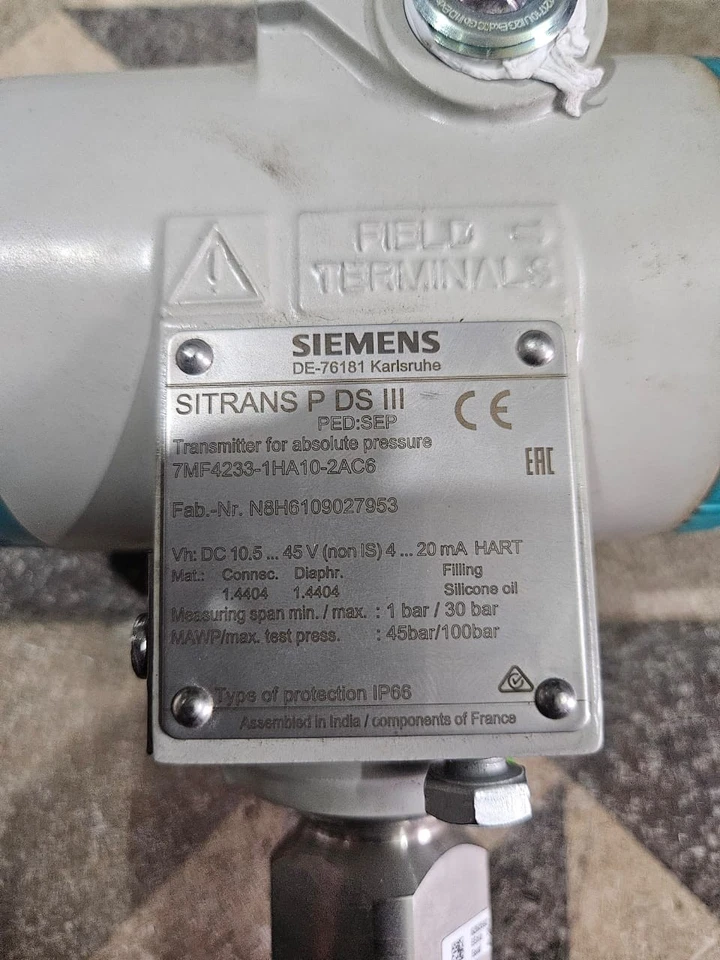 FIELD
TERMINALS
SIEMENS
DE-76181 Karlsruhe
SITRANS P DS III CE
PED:SEP
Transmitter for absolute pressure
7MF4233-1HA10-2AC6 EAC
Fab.-Nr. N8H6109027953
Vh: DC 10.5 ... 45 V (non IS) 4 ... 20 mA HART
Mat.: Connec. Diaphr. Filling
1.4404 1.4404 Silicone oil
Measuring span min. / max. : 1 bar / 30 bar
MAWP/max. test press. : 45bar/100bar
Type of protection IP66
Assembled in India / components of France